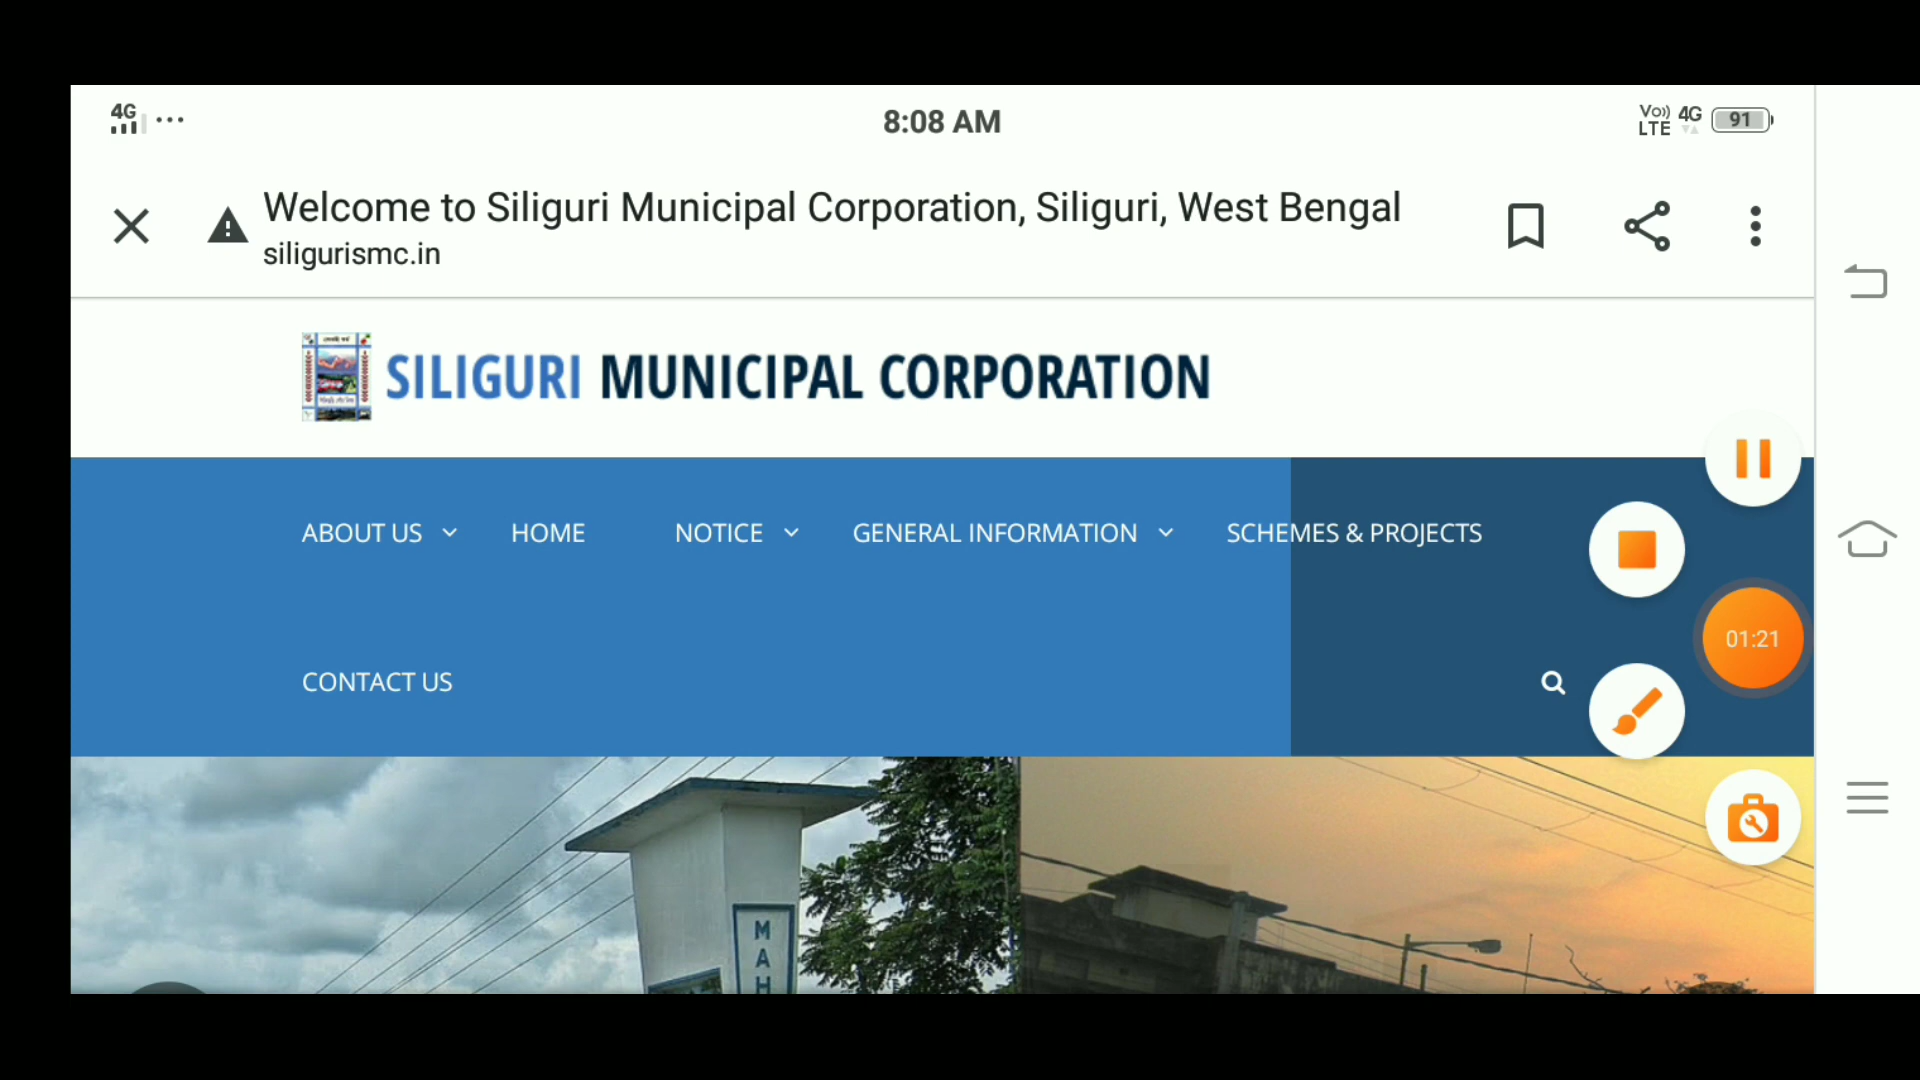 4G
8:08 AM
Vo)) 4G 91
LTE
Welcome to Siliguri Municipal Corporation, Siliguri, West Bengal
siligurismc.in
SILIGURI MUNICIPAL CORPORATION
ABOUT US HOME NOTICE GENERAL INFORMATION SCHEMES & PROJECTS
01:21
CONTACT US
M
A
H